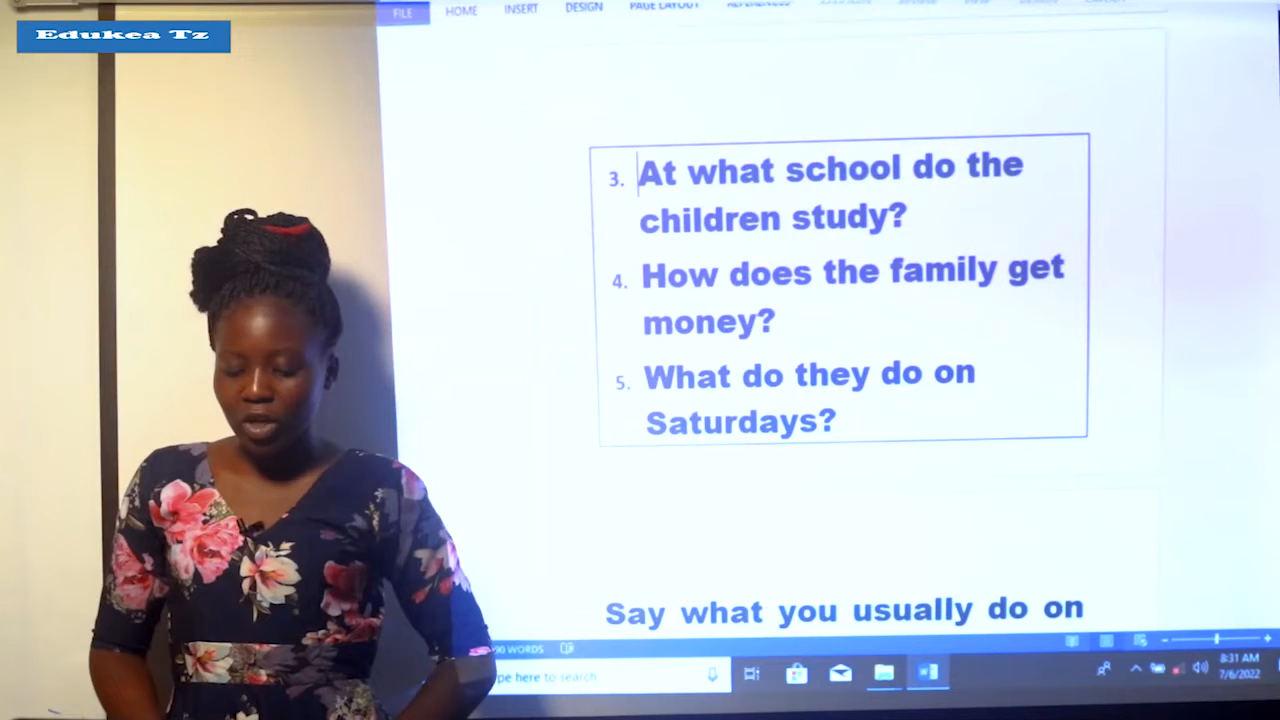 Edukea Tz
FILE HOME INSERT DESIGN PAGE LAYOUT REFERENCES
3. At what school do the
children study?
4. How does the family get
money?
5. What do they do on
Saturdays?
Say what you usually do on
90 WORDS
pe here to search
8:31 AM
7/6/2022